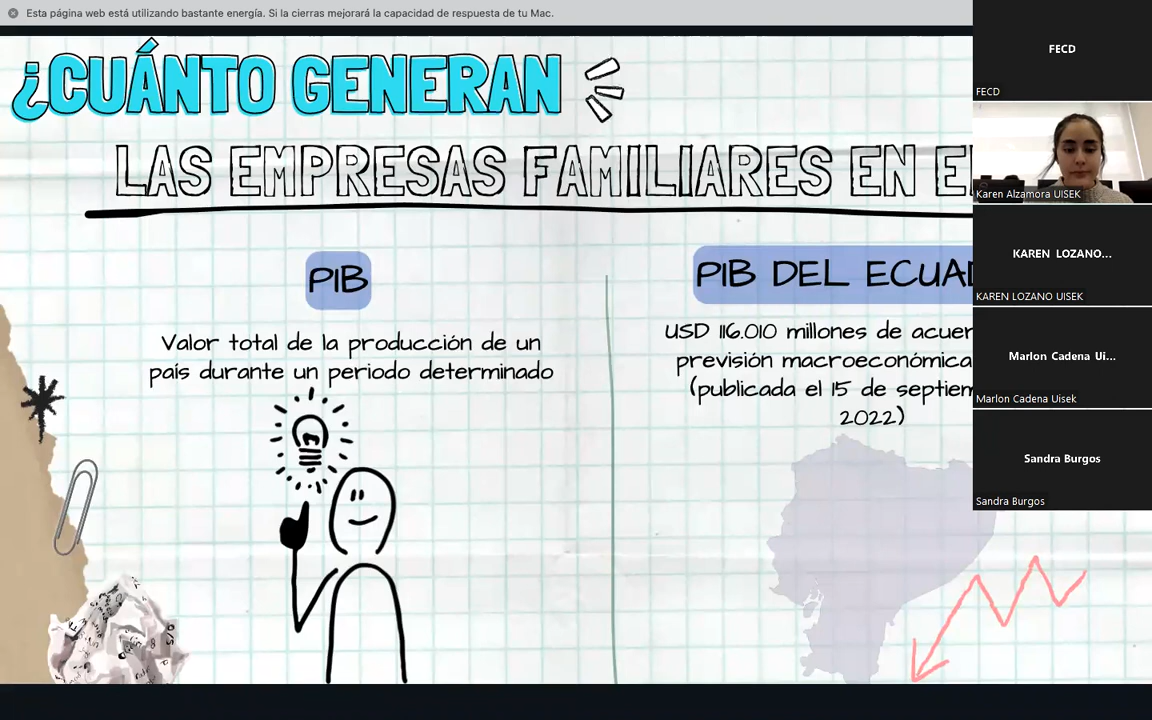 Esta página web está utilizando bastante energía. Si la cierras mejorará la capacidad de respuesta de tu Mac.
¿CUÁNTO GENERAN
LAS EMPRESAS FAMILIARES EN
PIB
Valor total de la producción de un
país durante un periodo determinado
PIB DEL
USD 116.010 millones de
previsión macroeconómica
(publicada el 15 de
2022)
FECD
FECD
Karen Alzamora UISEK
KAREN LOZANO...
KAREN LOZANO UISEK
Marlon Cadena Ui...
Marlon Cadena Uisek
Sandra Burgos
Sandra Burgos